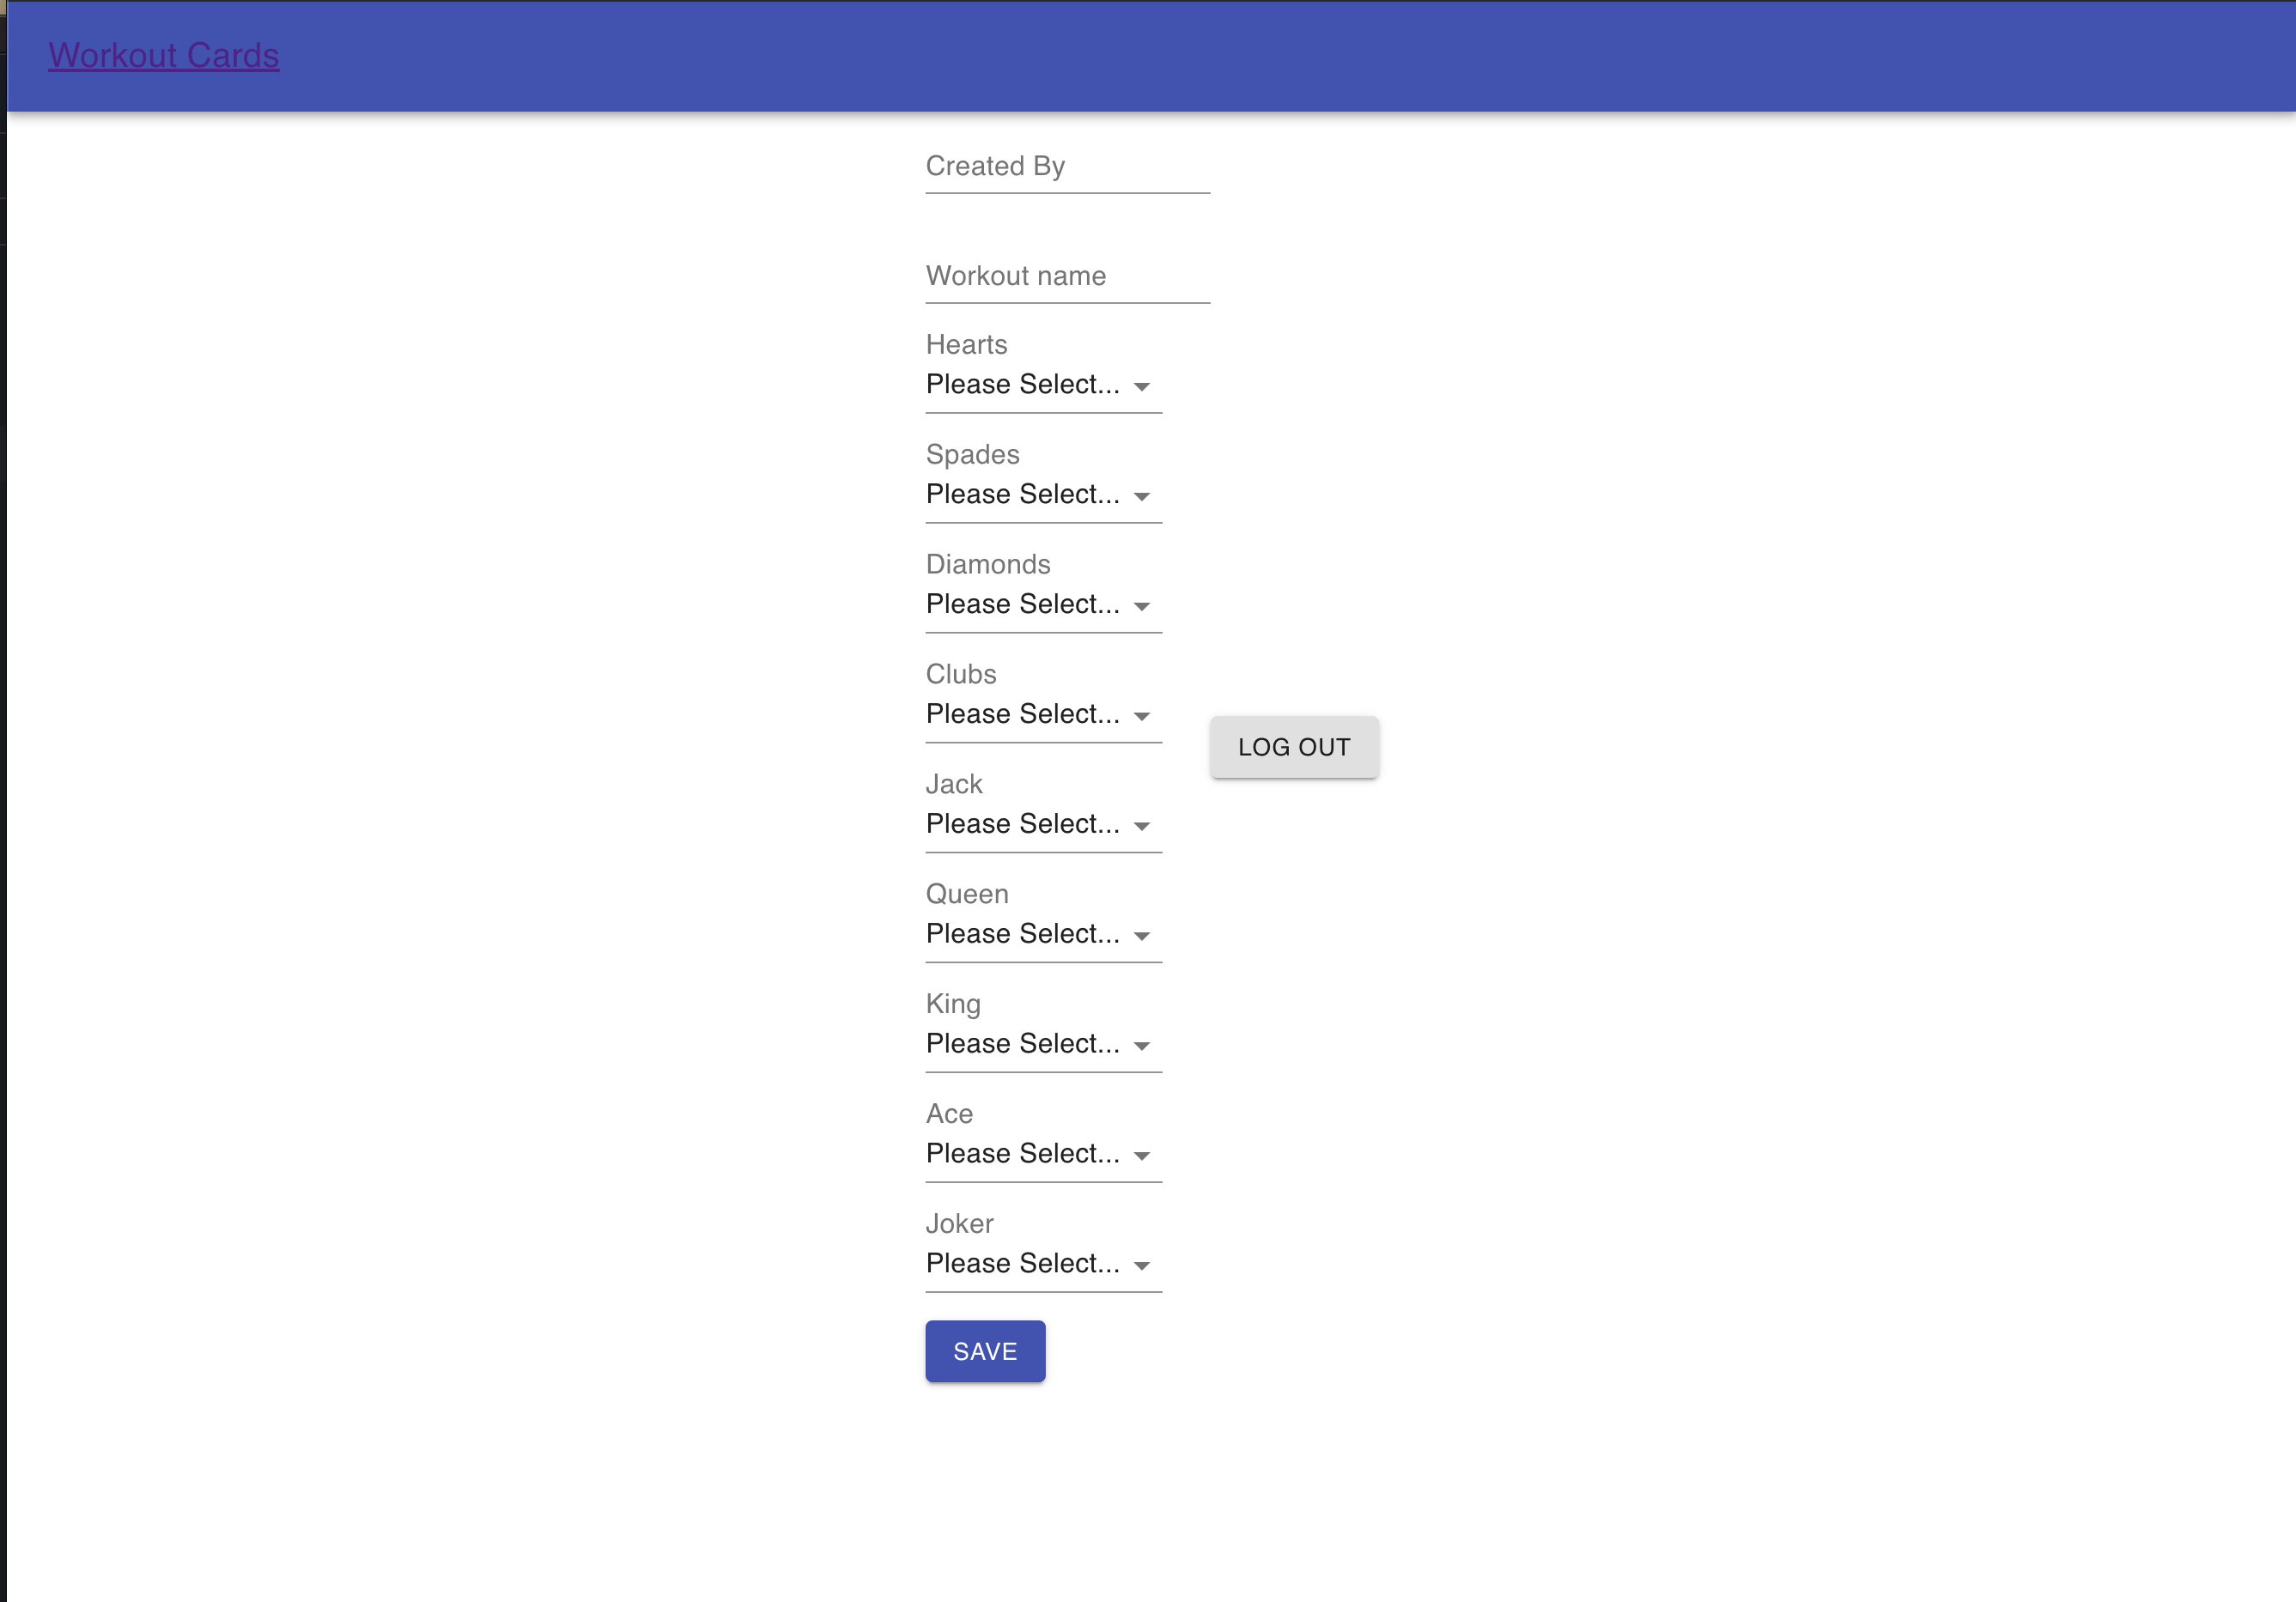 Workout Cards
Created By
Workout name
Hearts
Please Select...
Spades
Please Select...
Diamonds
Please Select...
Clubs
Please Select...
LOG OUT
Jack
Please Select...
Queen
Please Select...
King
Please Select...
Ace
Please Select...
Joker
Please Select...
SAVE